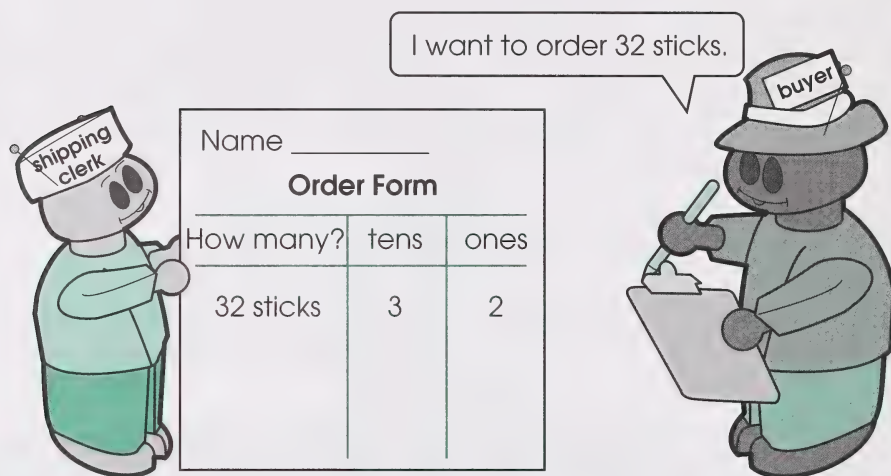 I want to order 32 sticks.
buyer
shipping
clerk
Name
Order Form
How many? tens ones
32 sticks 3 2